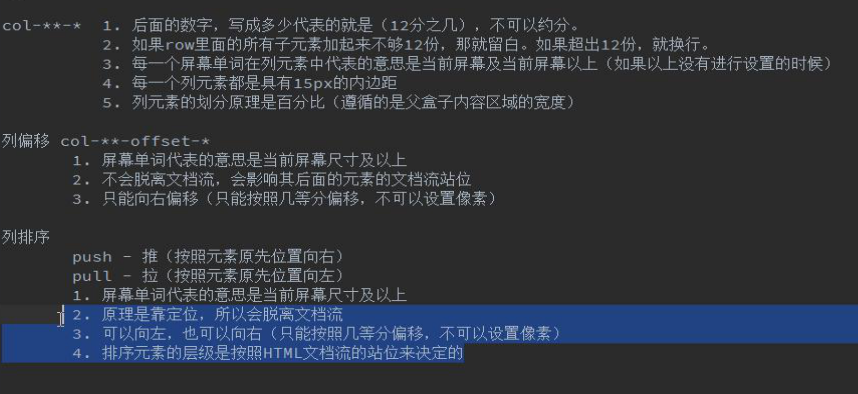 col-**-*  1. 后面的数字，写成多少代表的就是（12分之几），不可以约分。
2. 如果row里面的所有子元素加起来不够12份，那就留白。如果超出12份，就换行。
3. 每一个屏幕单词在列元素中代表的意思是当前屏幕及当前屏幕以上（如果以上没有进行设置的时候）
4. 每一个列元素都是具有15px的内边距
5. 列元素的划分原理是百分比（遵循的是父盒子内容区域的宽度）
列偏移 col-**-offset-*
1. 屏幕单词代表的意思是当前屏幕尺寸及以上
2. 不会脱离文档流，会影响其后面的元素的文档流站位
3. 只能向右偏移（只能按照几等分偏移，不可以设置像素）
列排序
push - 推（按照元素原先位置向右）
pull - 拉（按照元素原先位置向左）
1. 屏幕单词代表的意思是当前屏幕尺寸及以上
2. 原理是靠定位，所以会脱离文档流
3. 可以向左，也可以向右（只能按照几等分偏移，不可以设置像素）
4. 排序元素的层级是按照HTML文档流的站位来决定的